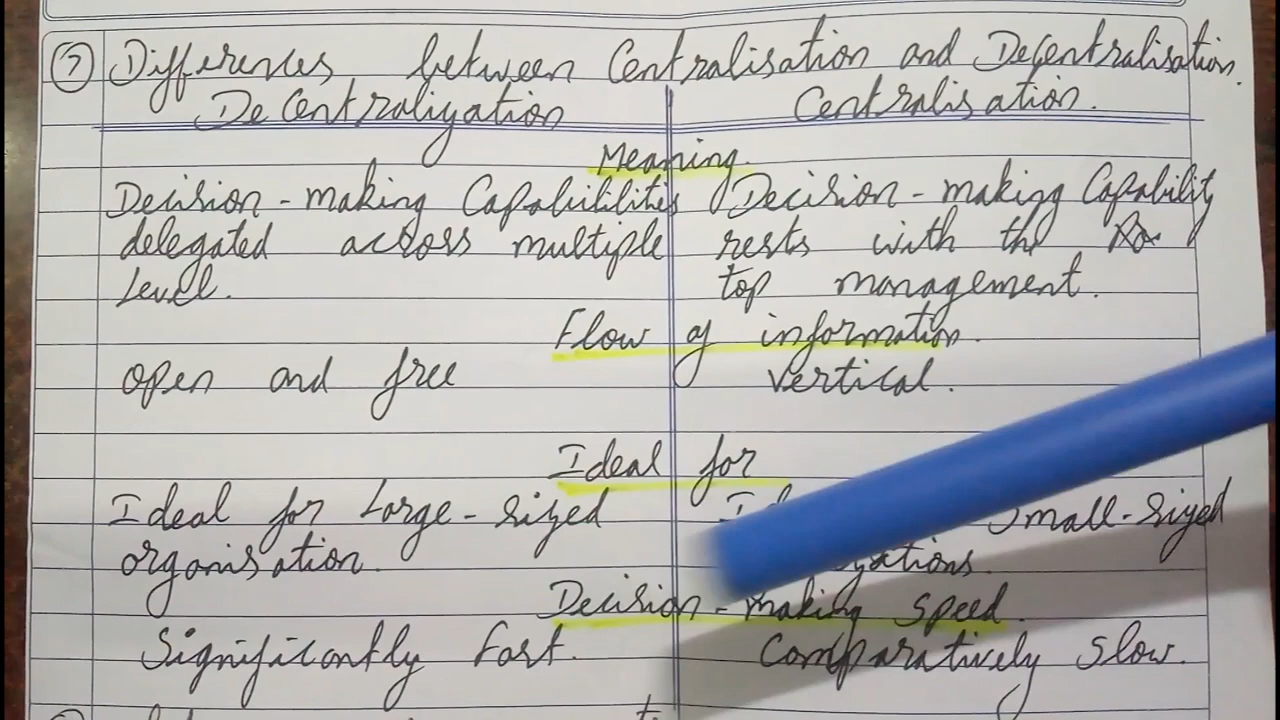 7 Differences between Centralisation and Decentralisation.
Decentralization Centralisation.
Meaning.
Decision-making Capabililities Decision-making Capability
delegated across multiple rests with the
level. top management.
Flow of information.
open and free vertical.
Ideal for
Ideal for Large-sized Small-sized
organisation.
Decision-making speed.
Significantly fast. Comparatively slow.